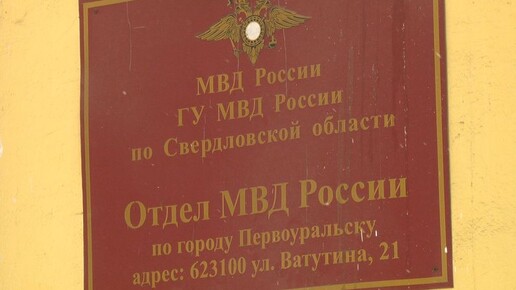 МВД России
ГУ МВД России
по Свердловской области
Отдел МВД России
по городу Первоуральску
адрес: 623100 ул. Ватутина, 21